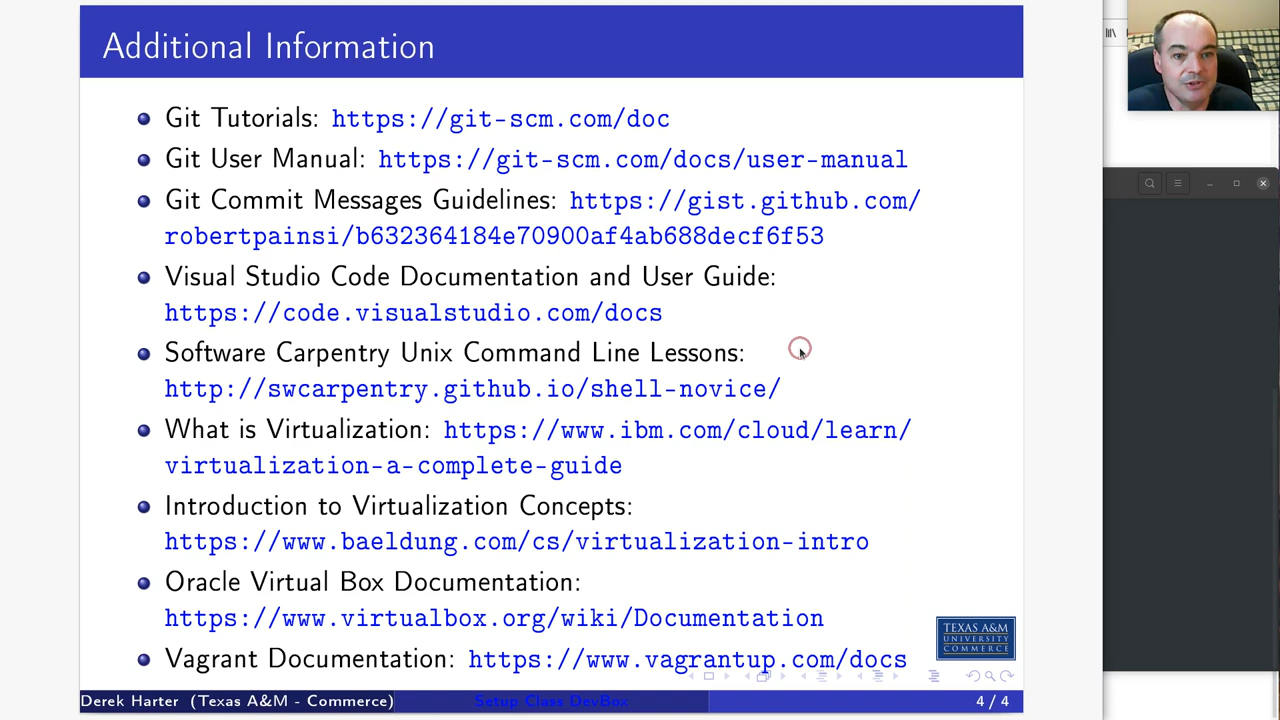 Additional Information
Git Tutorials: https://git-scm.com/doc
Git User Manual: https://git-scm.com/docs/user-manual
Git Commit Messages Guidelines: https://gist.github.com/
robertpainsi/b632364184e70900af4ab688decf6f53
Visual Studio Code Documentation and User Guide:
https://code.visualstudio.com/docs
Software Carpentry Unix Command Line Lessons:
http://swcarpentry.github.io/shell-novice/
What is Virtualization: https://www.ibm.com/cloud/learn/
virtualization-a-complete-guide
Introduction to Virtualization Concepts:
https://www.baeldung.com/cs/virtualization-intro
Oracle Virtual Box Documentation:
https://www.virtualbox.org/wiki/Documentation
Vagrant Documentation: https://www.vagrantup.com/docs
TEXAS A&M
UNIVERSITY
COMMERCE
Derek Harter (Texas A&M - Commerce)
Setup Class DevBox
4 / 4